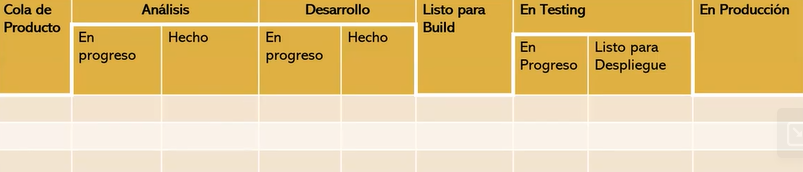 Cola de
Producto
Análisis
Desarrollo
Listo para
Build
En Testing
En Producción
En
progreso
Hecho
En
progreso
Hecho
En
Progreso
Listo para
Despliegue